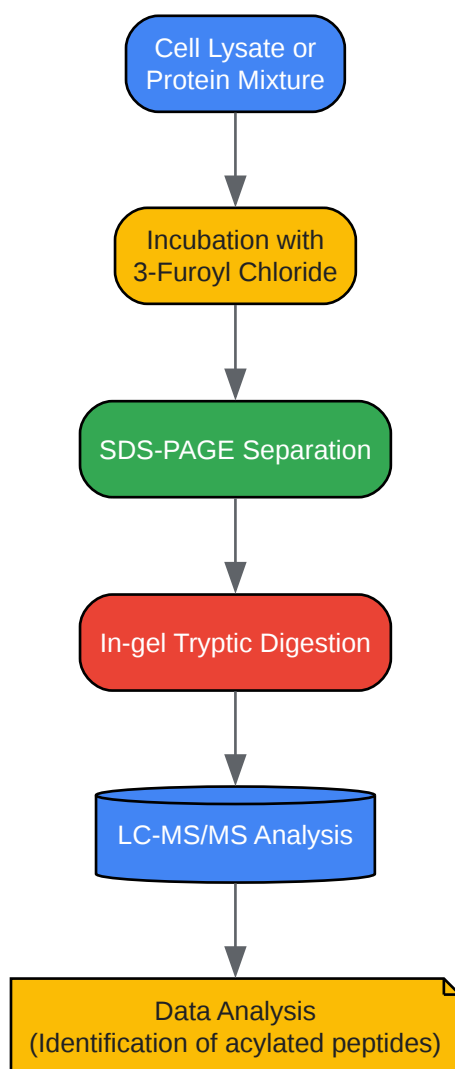 Cell Lysate or
Protein Mixture
Incubation with
3-Furoyl Chloride
SDS-PAGE Separation
In-gel Tryptic Digestion
LC-MS/MS Analysis
Data Analysis
(Identification of acylated peptides)